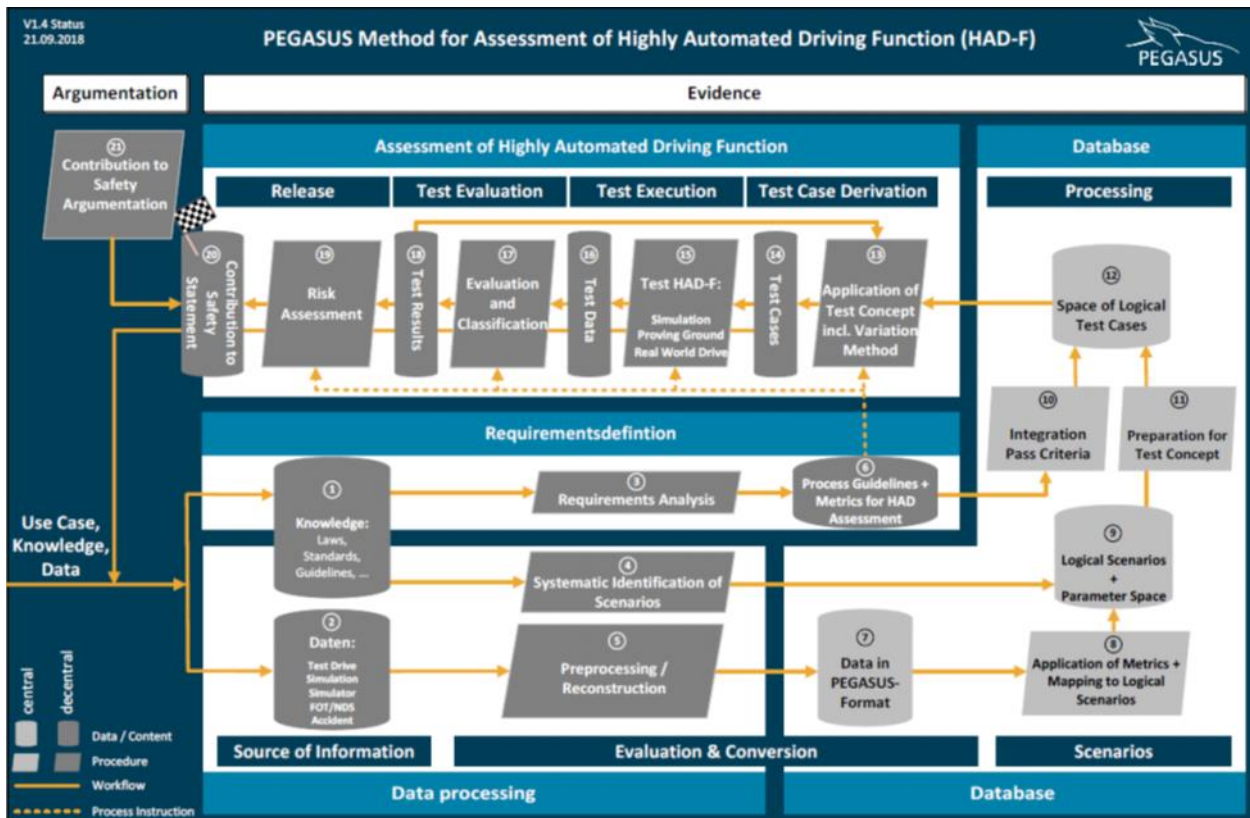 V1.4 Status
21.09.2018
PEGASUS Method for Assessment of Highly Automated Driving Function (HAD-F)
PEGASUS
Argumentation
Evidence
Assessment of Highly Automated Driving Function
Database
Release
Test Evaluation
Test Execution
Test Case Derivation
Processing
21
Contribution to
Safety
Argumentation
20
Contribution to
Safety
Statement
19
Risk
Assessment
18
Test Results
17
Evaluation
and
Classification
16
Test Data
15
Test HAD-F:
Simulation
Proving Ground
Real World Drive
14
Test Cases
13
Application of
Test Concept
incl. Variation
Method
12
Space of Logical
Test Cases
10
Integration
Pass Criteria
11
Preparation for
Test Concept
Requirementsdefintion
1
Knowledge:
Laws,
Standards,
Guidelines, ...
3
Requirements Analysis
6
Process Guidelines +
Metrics for HAD
Assessment
Use Case,
Knowledge,
Data
4
Systematic Identification of
Scenarios
9
Logical Scenarios
+
Parameter Space
2
Daten:
Test Drive
Simulation
Simulator
FOT/NDS
Accident
5
Preprocessing /
Reconstruction
7
Data in
PEGASUS-
Format
8
Application of Metrics +
Mapping to Logical
Scenarios
central
decentral
Data / Content
Procedure
Workflow
Process Instruction
Source of Information
Evaluation & Conversion
Scenarios
Data processing
Database